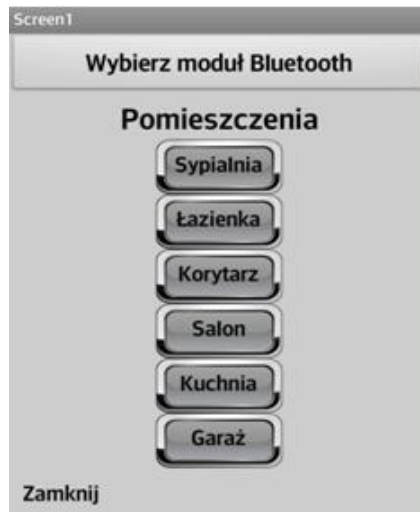 Screen1
Wybierz moduł Bluetooth
Pomieszczenia
Sypialnia
Łazienka
Korytarz
Salon
Kuchnia
Garaż
Zamknij